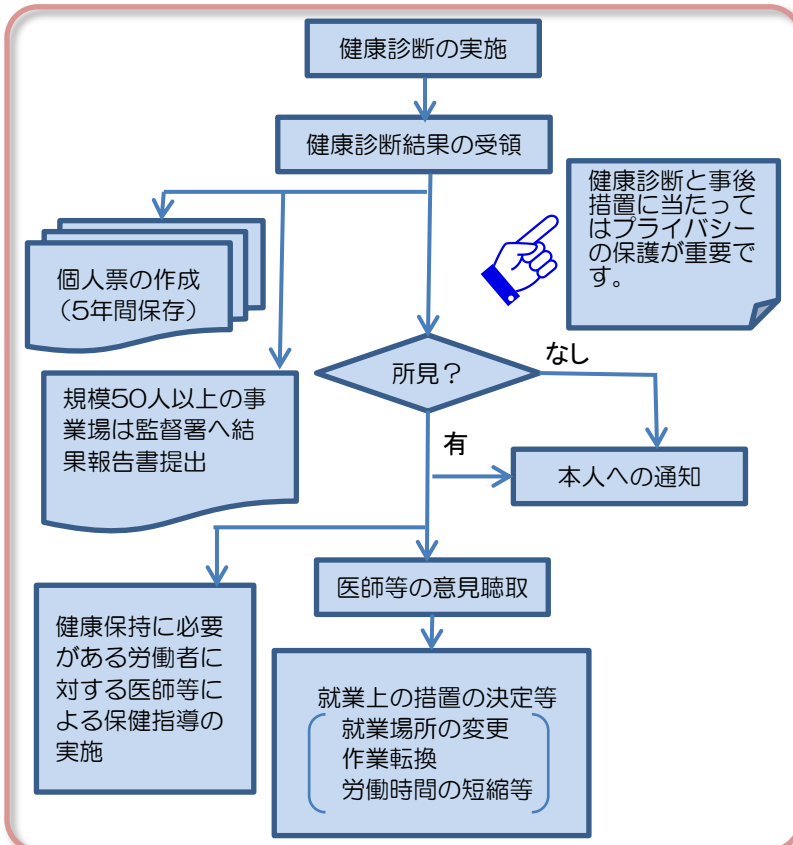 健康診断の実施
健康診断結果の受領
健康診断と事後
措置に当たって
はプライバシー
の保護が重要で
す。
個人票の作成
（5年間保存）
所見？
なし
規模50人以上の事
業場は監督署へ結
果報告書提出
有
本人への通知
医師等の意見聴取
健康保持に必要
がある労働者に
対する医師等に
よる保健指導の
実施
就業上の措置の決定等
就業場所の変更
作業転換
労働時間の短縮等